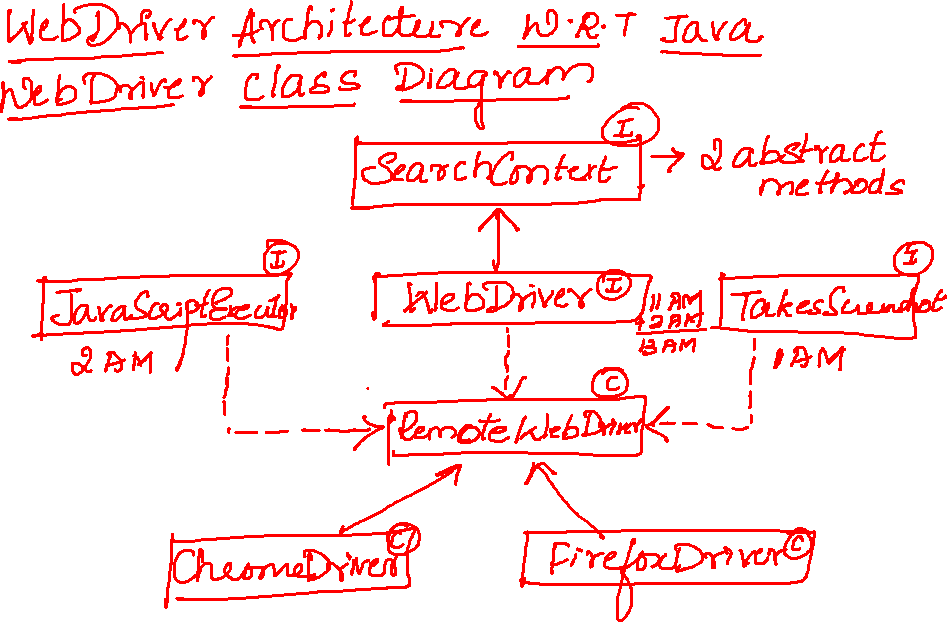 WebDriver Architecture W.R.T Java
WebDriver Class Diagram
I
SearchContext → 2 abstract
methods
I
JavaScriptExecutor
2 AM
WebDriver I
11 AM
+ 2 AM
13 AM
I
TakesScreenshot
1 AM
C
RemoteWebDriver
C
ChromeDriver
FirefoxDriver C